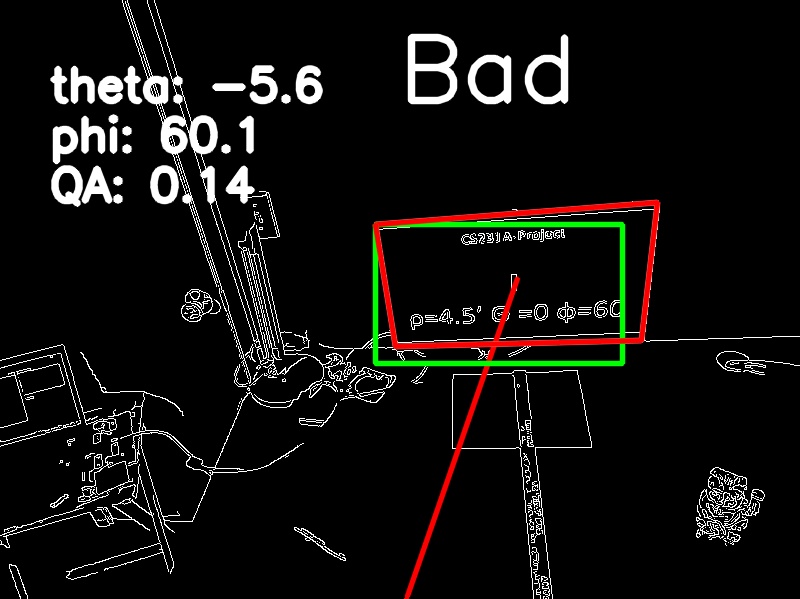 Bad
theta: -5.6
phi: 60.1
QA: 0.14
CS231A Project
ρ=4.5’ Θ =0 ϕ=60